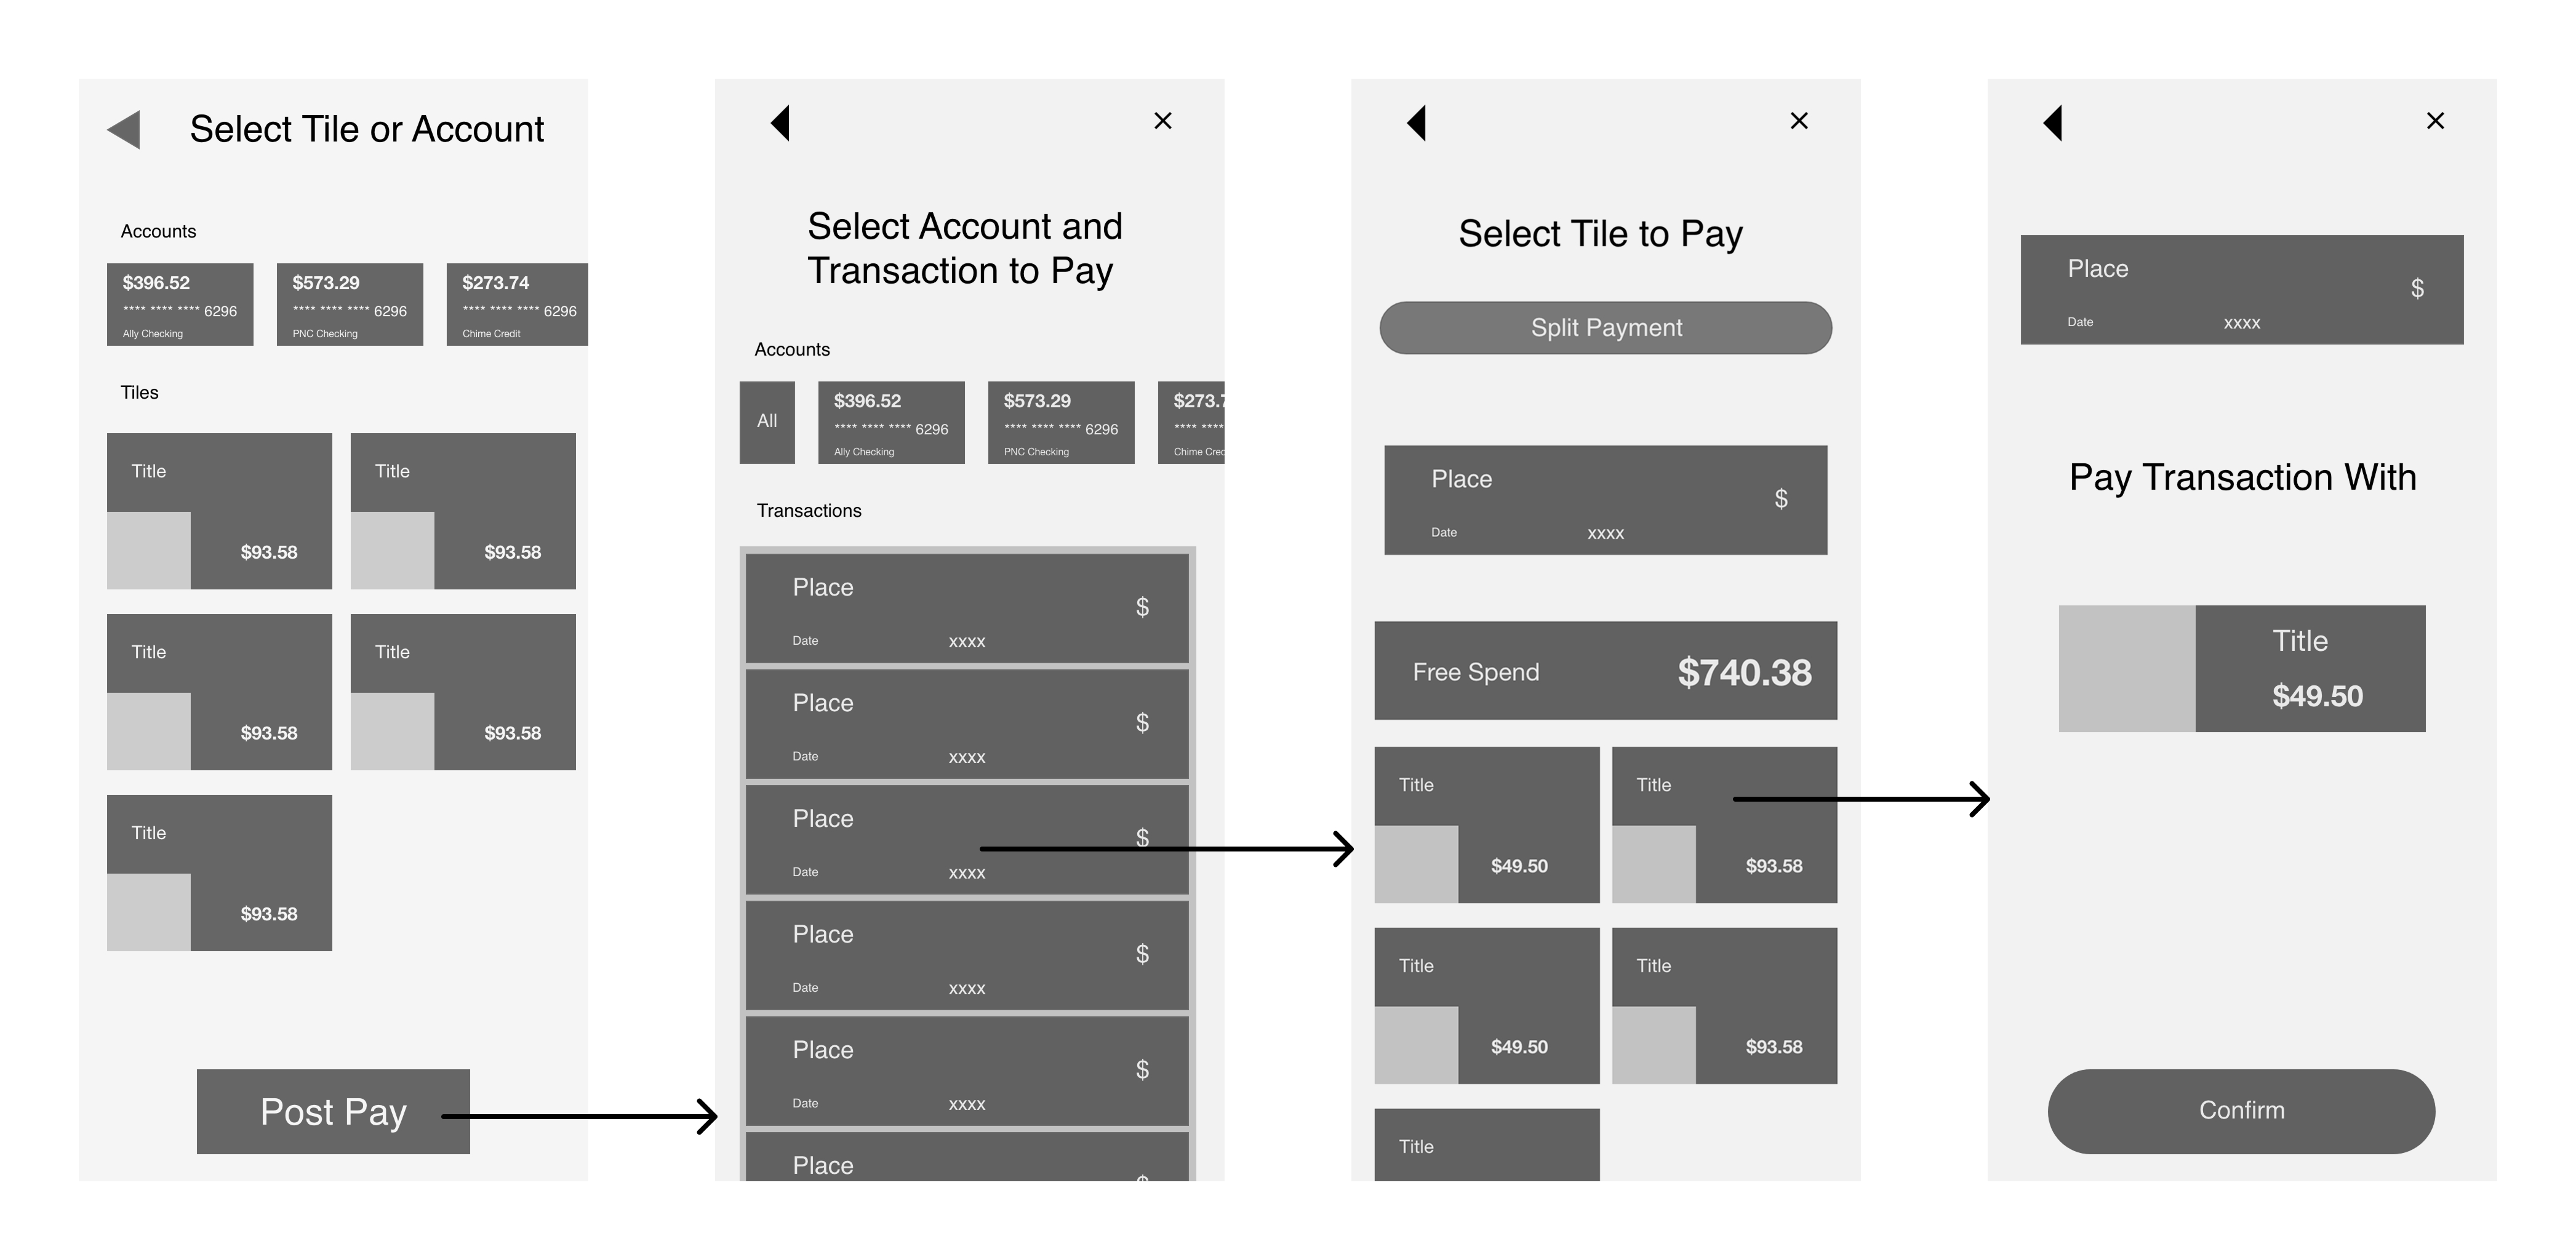 Select Tile or Account
Accounts
$396.52
**** **** **** 6296
Ally Checking
$573.29
**** **** **** 6296
PNC Checking
$273.74
**** **** **** 6296
Chime Credit
Tiles
Title
$93.58
Title
$93.58
Title
$93.58
Title
$93.58
Title
$93.58
Post Pay
×
Select Account and
Transaction to Pay
Accounts
All
$396.52
**** **** **** 6296
Ally Checking
$573.29
**** **** **** 6296
PNC Checking
$273.7
**** ****
Chime Cred
Transactions
Place
$
Date xxxx
Place
$
Date xxxx
Place
$
Date xxxx
Place
$
Date xxxx
Place
$
Date xxxx
Place
$
×
Select Tile to Pay
Split Payment
Place
$
Date xxxx
Free Spend $740.38
Title
$49.50
Title
$93.58
Title
$49.50
Title
$93.58
Title
×
Place
$
Date xxxx
Pay Transaction With
Title
$49.50
Confirm